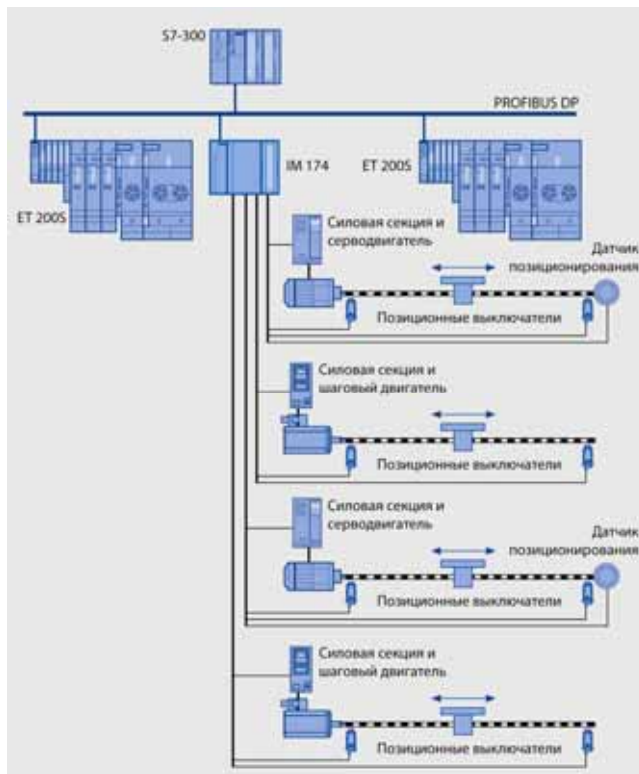 S7-300
PROFIBUS DP
IM 174
ET 200S
ET 200S
Силовая секция и
серводвигатель
Датчик
позиционирования
Позиционные выключатели
Силовая секция и
шаговый двигатель
Позиционные выключатели
Силовая секция и
серводвигатель
Датчик
позиционирования
Позиционные выключатели
Силовая секция и
шаговый двигатель
Позиционные выключатели